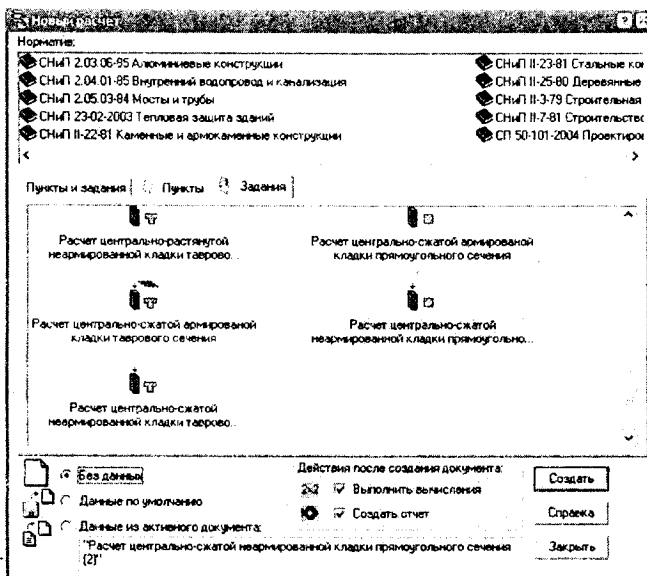 Новый расчет
Норматив:
СНиП 2.03.06-85 Алюминиевые конструкции
СНиП 2.04.01-85 Внутренний водопровод и канализация
СНиП 2.05.03-84 Мосты и трубы
СНиП 23-02-2003 Тепловая защита зданий
СНиП II-22-81 Каменные и армокаменные конструкции
СНиП II-23-81 Стальные кон
СНиП II-25-80 Деревянные
СНиП II-3-79 Строительная
СНиП II-7-81 Строительство
СП 50-101-2004 Проектиров
Пункты и задания Пункты Задания
Расчет центрально-растянутой
неармированной кладки таврово...
Расчет центрально-сжатой армированой
кладки прямоугольного сечения
Расчет центрально-сжатой армированой
кладки таврового сечения
Расчет центрально-сжатой
неармированной кладки прямоугольно...
Расчет центрально-сжатой
неармированной кладки таврово...
Без данных
Данные по умолчанию
Данные из активного документа:
"Расчет центрально-сжатой неармированной кладки прямоугольного сечения
(2)"
Действия после создания документа:
Выполнить вычисления
Создать отчет
Создать
Справка
Закрыть